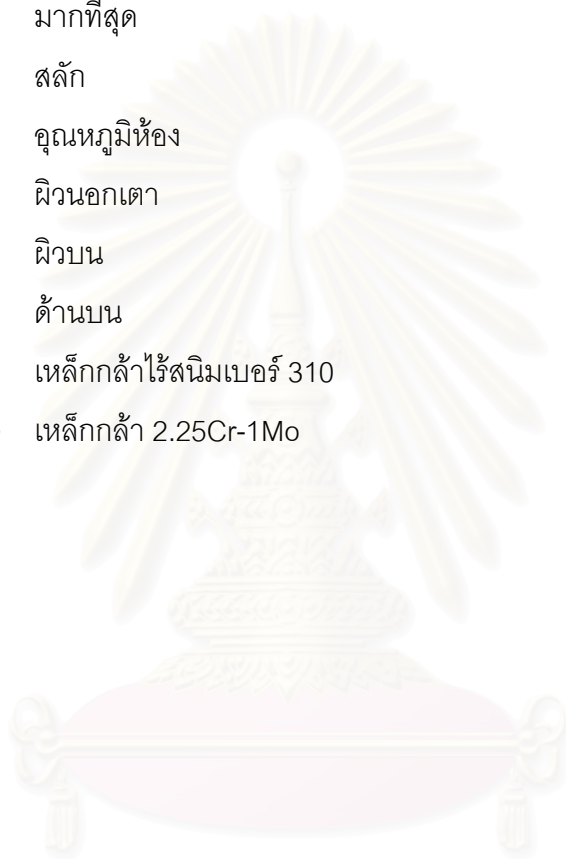 มากที่สุด
สลัก
อุณหภูมิห้อง
ผิวนอกเตา
ผิวบน
ด้านบน
เหล็กกล้าไร้สนิมเบอร์ 310
เหล็กกล้า 2.25Cr-1Mo